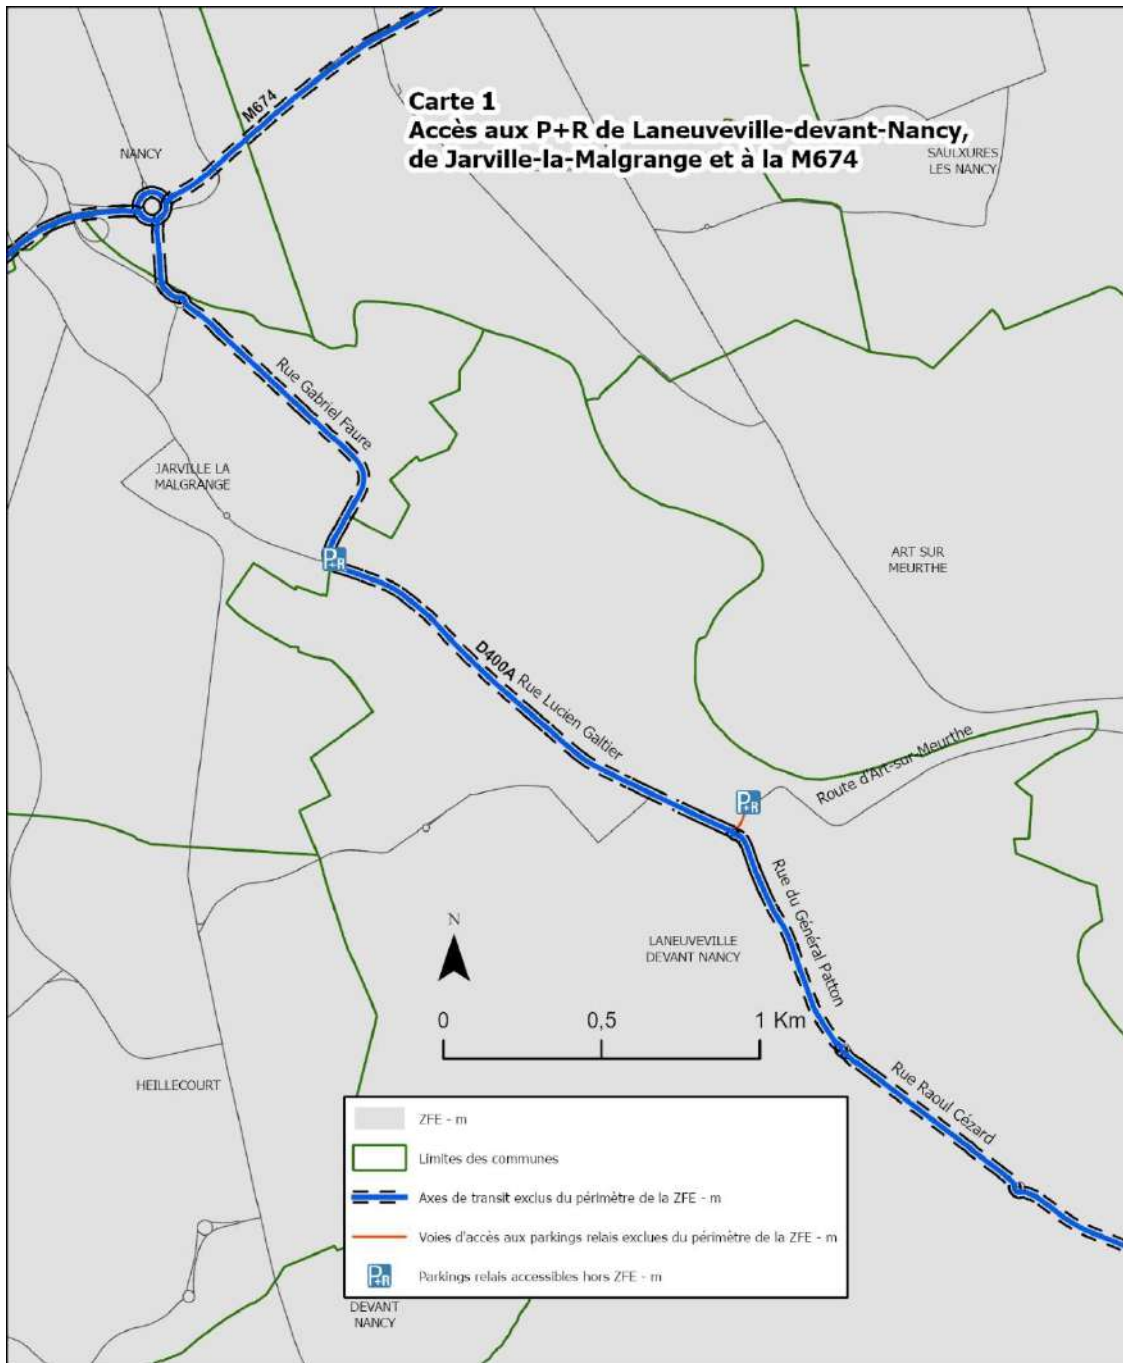 Carte 1
Accès aux P+R de Laneuveville-devant-Nancy,
de Jarville-la-Malgrange et à la M674
M674
NANCY
SAULXURES
LES NANCY
Rue Gabriel Faure
JARVILLE LA
MALGRANGE
P+R
ART SUR
MEURTHE
D400A Rue Lucien Galtier
Route d'Art-sur-Meurthe
P+R
Rue du Général Patton
LANEUVEVILLE
DEVANT NANCY
N
0 0,5 1 Km
Rue Raoul Cézard
HEILLECOURT
ZFE - m
Limites des communes
Axes de transit exclus du périmètre de la ZFE - m
Voies d'accès aux parkings relais exclues du périmètre de la ZFE - m
P+R
Parkings relais accessibles hors ZFE - m
DEVANT
NANCY